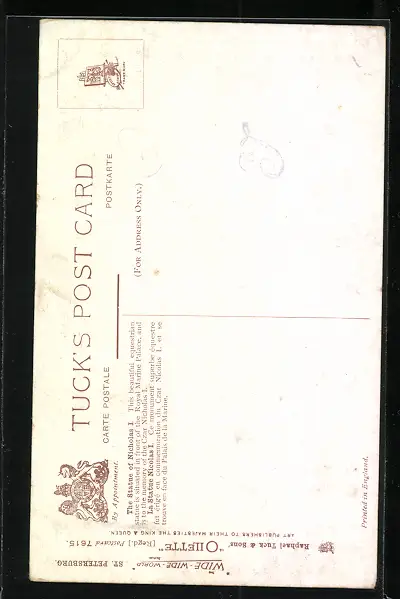 TUCK'S POST CARD
CARTE POSTALE
POSTKARTE
(FOR ADDRESS ONLY.)
By Appointment.
The Statue of Nicholas I. This beautiful equestrian
statue is situated in front of the Royal Marine Palace, and
is to the memory of the Czar Nicholas I.
La Statue Nicolas I. Ce monument superbe équestre
fut érigé en commémoration du Czar Nicolas I. et se
trouve en face du Palais de la Marine.
Raphael Tuck & Sons'
"OILETTE"
[Regd.] Postcard 7615.
ART PUBLISHERS TO THEIR MAJESTIES THE KING & QUEEN.
"WIDE-WIDE-WORLD"
ST. PETERSBURG.
Printed in England.